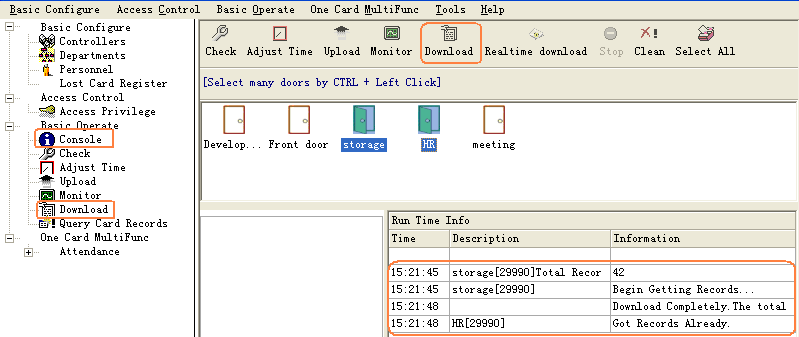 Basic Configure Access Control Basic Operate One Card MultiFunc Tools Help
Basic Configure
Controllers
Departments
Personnel
Lost Card Register
Access Control
Access Privilege
Basic Operate
Console
Check
Adjust Time
Upload
Monitor
Download
Query Card Records
One Card MultiFunc
Attendance
Check Adjust Time Upload Monitor Download Realtime download Stop Clean Select All
[Select many doors by CTRL + Left Click]
Develop... Front door storage HR meeting
Run Time Info
Time Description Information
15:21:45 storage[29990]Total Recor 42
15:21:45 storage[29990] Begin Getting Records...
15:21:48 Download Completely.The total
15:21:48 HR[29990] Got Records Already.